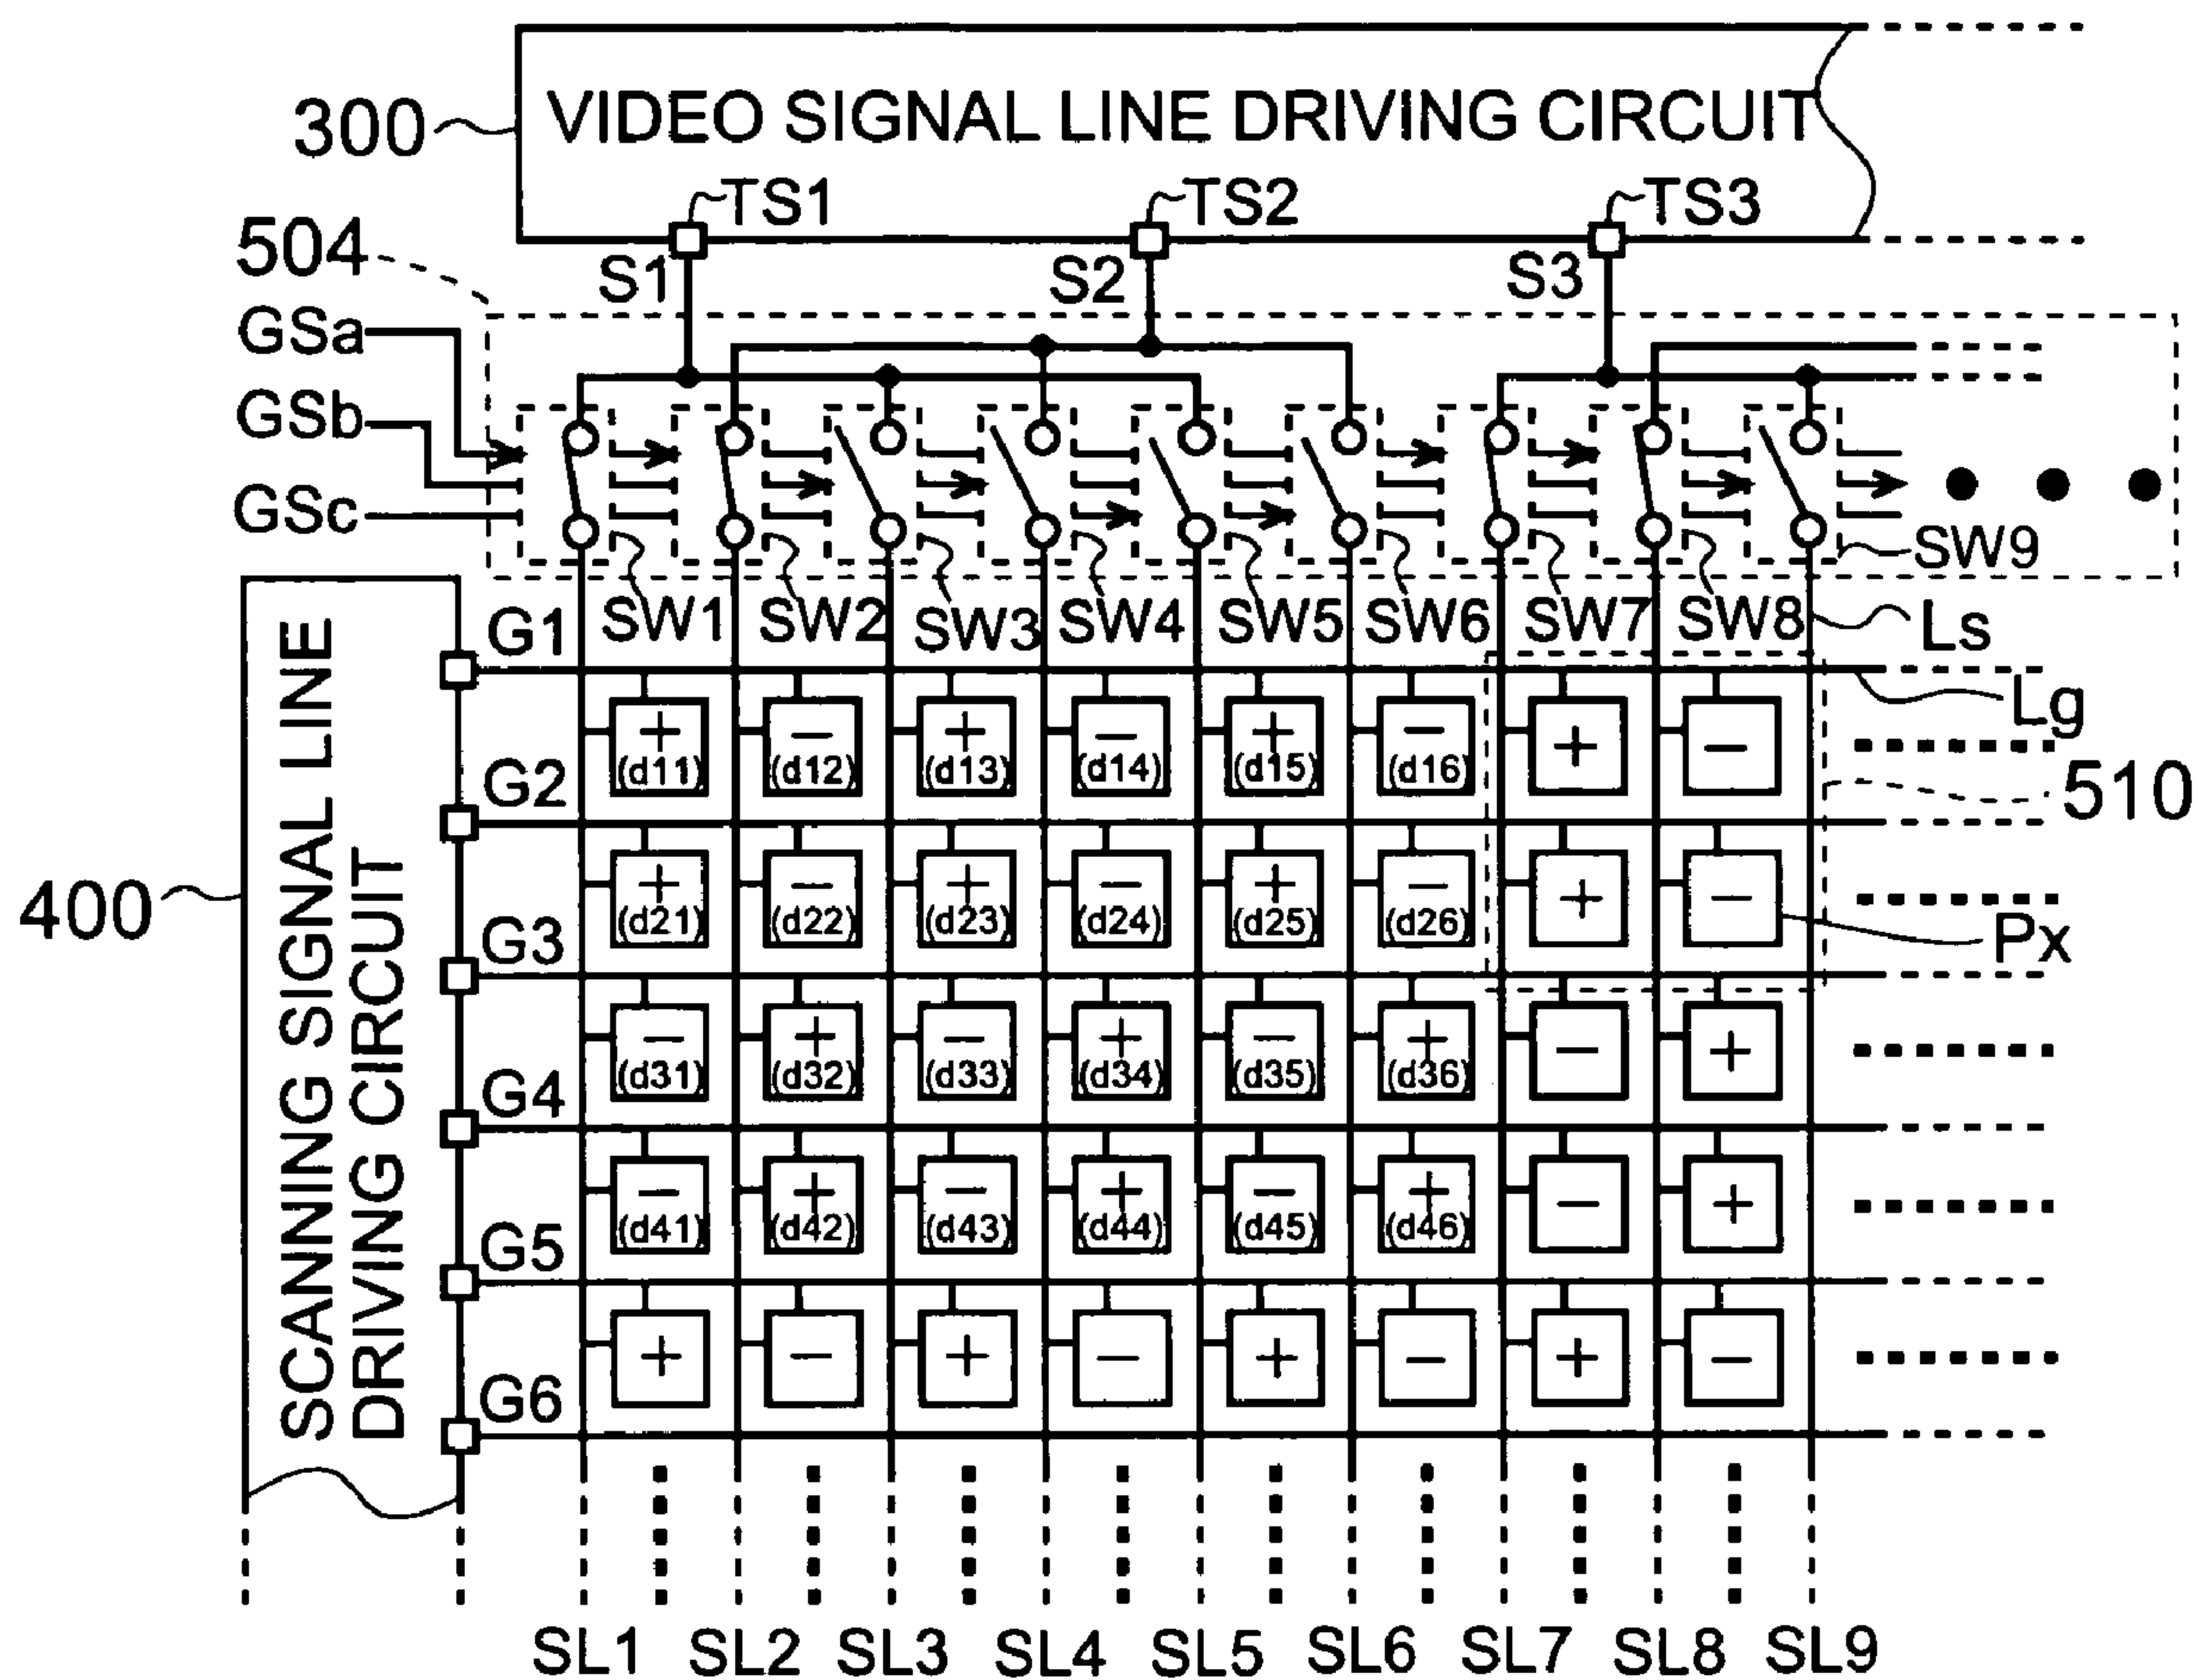 300
VIDEO SIGNAL LINE DRIVING CIRCUIT
TS1 TS2 TS3
504
S1 S2 S3
GSa
GSb
GSc
SW9
SW1 SW2 SW3 SW4 SW5 SW6 SW7 SW8
Ls
Lg
510
Px
400
SCANNING SIGNAL LINE
DRIVING CIRCUIT
G1
+ (d11) − (d12) + (d13) − (d14) + (d15) − (d16) + −
G2
+ (d21) − (d22) + (d23) − (d24) + (d25) − (d26) + −
G3
− (d31) + (d32) − (d33) + (d34) − (d35) + (d36) − +
G4
− (d41) + (d42) − (d43) + (d44) − (d45) + (d46) − +
G5
+ − + − + − + −
G6
SL1 SL2 SL3 SL4 SL5 SL6 SL7 SL8 SL9